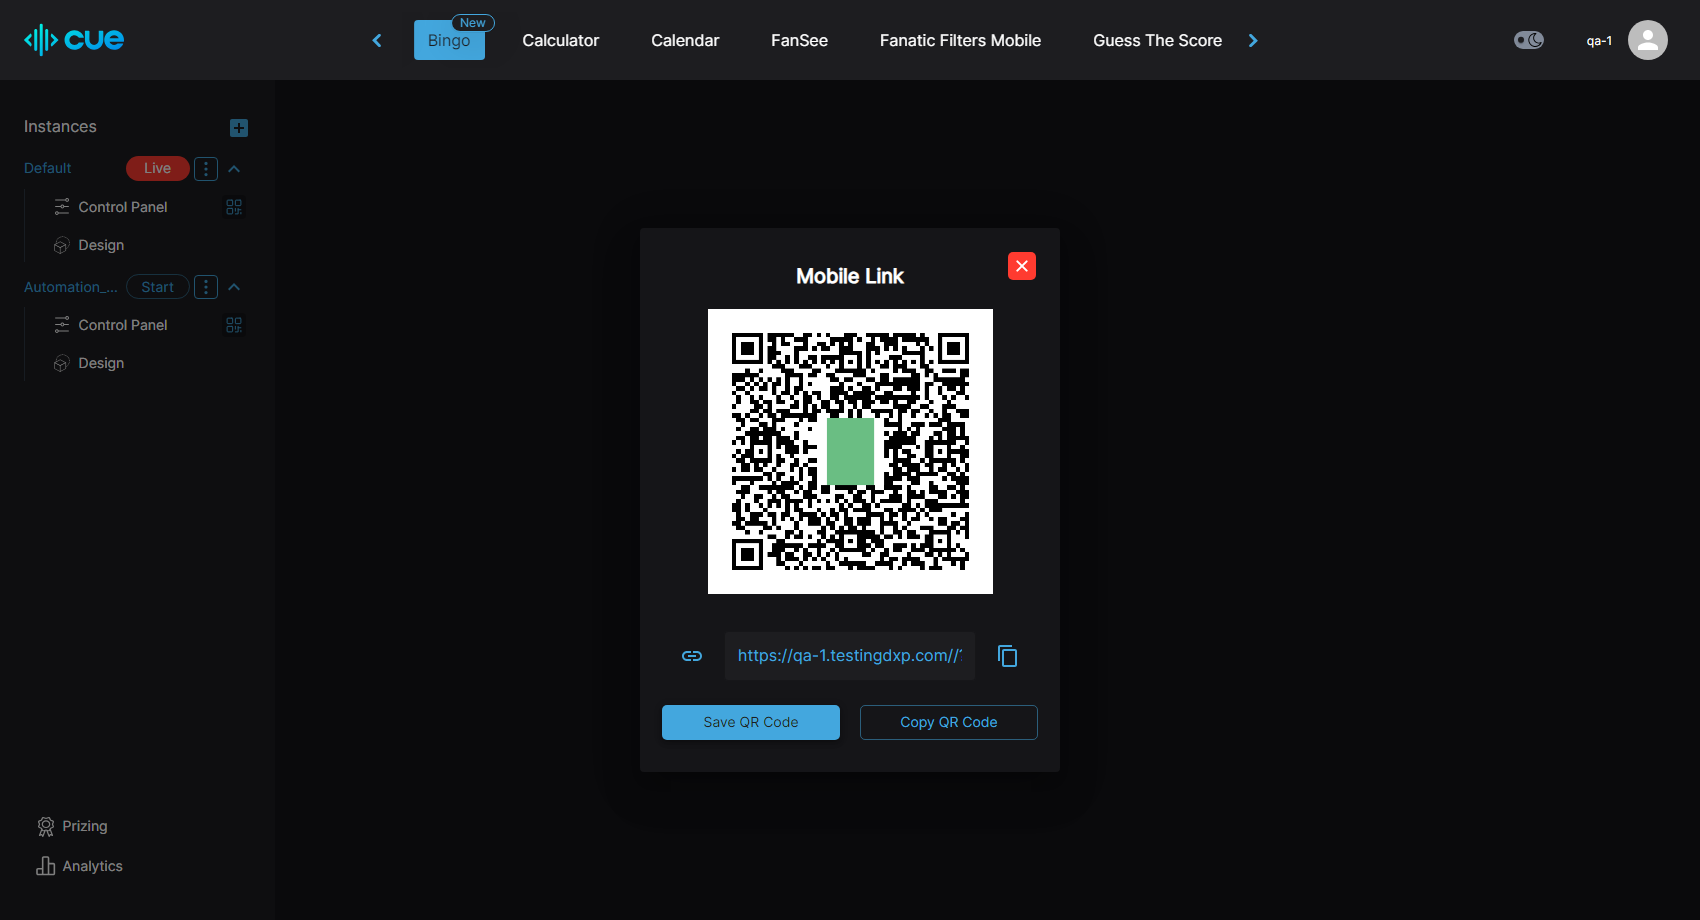 cue
Bingo
New
Calculator
Calendar
FanSee
Fanatic Filters Mobile
Guess The Score
qa-1
Instances
Default
Live
Control Panel
Design
Automation_...
Start
Control Panel
Design
Prizing
Analytics
Mobile Link
https://qa-1.testingdxp.com//?
Save QR Code
Copy QR Code